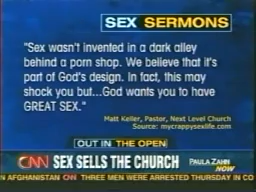 SEX SERMONS
"Sex wasn't invented in a dark alley
behind a porn shop. We believe that it's
part of God's design. In fact, this may
shock you but...God wants you to have
GREAT SEX."
Matt Keller, Pastor, Next Level Church
Source: mycrappysexlife.com
OUT IN THE OPEN
CNN SEX SELLS THE CHURCH PAULA ZAHN NOW
N AFGHANISTAN CNN THREE MEN WERE ARRESTED THURSDAY IN CO